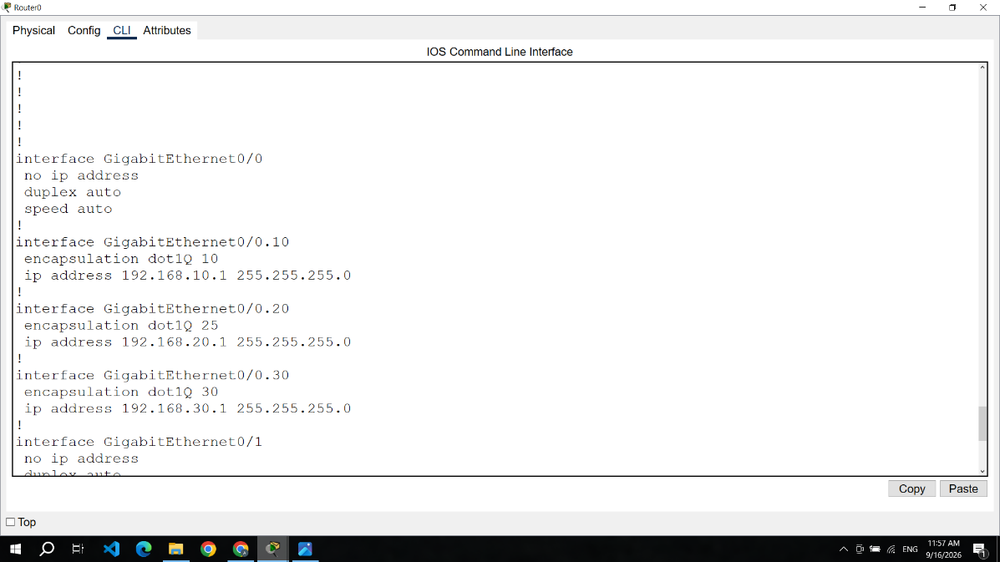 Router0
Physical Config CLI Attributes
IOS Command Line Interface
!
!
!
!
!
interface GigabitEthernet0/0
no ip address
duplex auto
speed auto
!
interface GigabitEthernet0/0.10
encapsulation dot1Q 10
ip address 192.168.10.1 255.255.255.0
!
interface GigabitEthernet0/0.20
encapsulation dot1Q 25
ip address 192.168.20.1 255.255.255.0
!
interface GigabitEthernet0/0.30
encapsulation dot1Q 30
ip address 192.168.30.1 255.255.255.0
!
interface GigabitEthernet0/1
no ip address
duplex auto
Copy Paste
Top
ENG
11:57 AM
9/16/2026
1